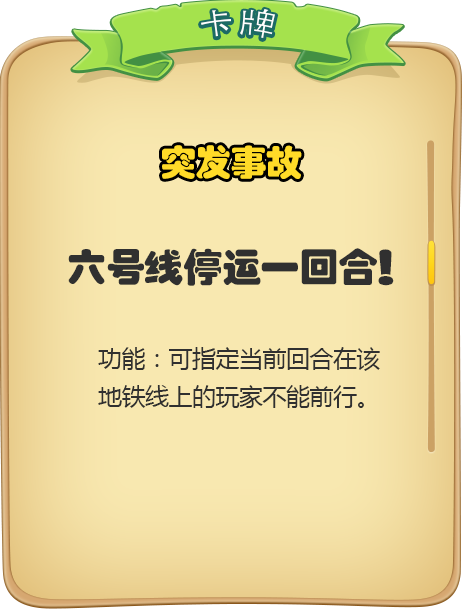 卡牌
突发事故
六号线停运一回合!
功能：可指定当前回合在该
地铁线上的玩家不能前行。